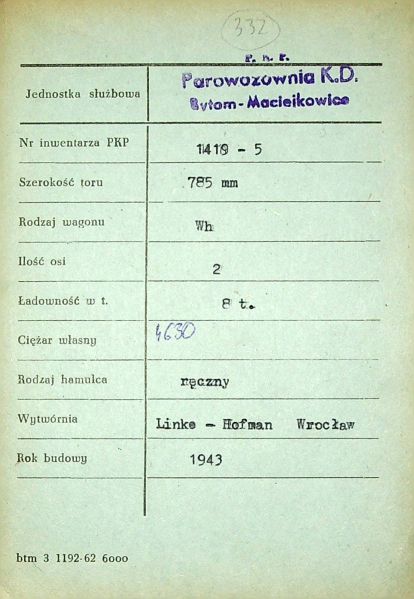 332
P. K. P.
Parowozownia K.D.
Bytom-Maciejkowice
Jednostka służbowa
Nr inwentarza PKP 1419 - 5
Szerokość toru 785 mm
Rodzaj wagonu Wh
Ilość osi 2
Ładowność w t. 8 t.
Ciężar własny 4630
Rodzaj hamulca ręczny
Wytwórnia Linke - Hofman Wrocław
Rok budowy 1943
btm 3 1192-62 6000